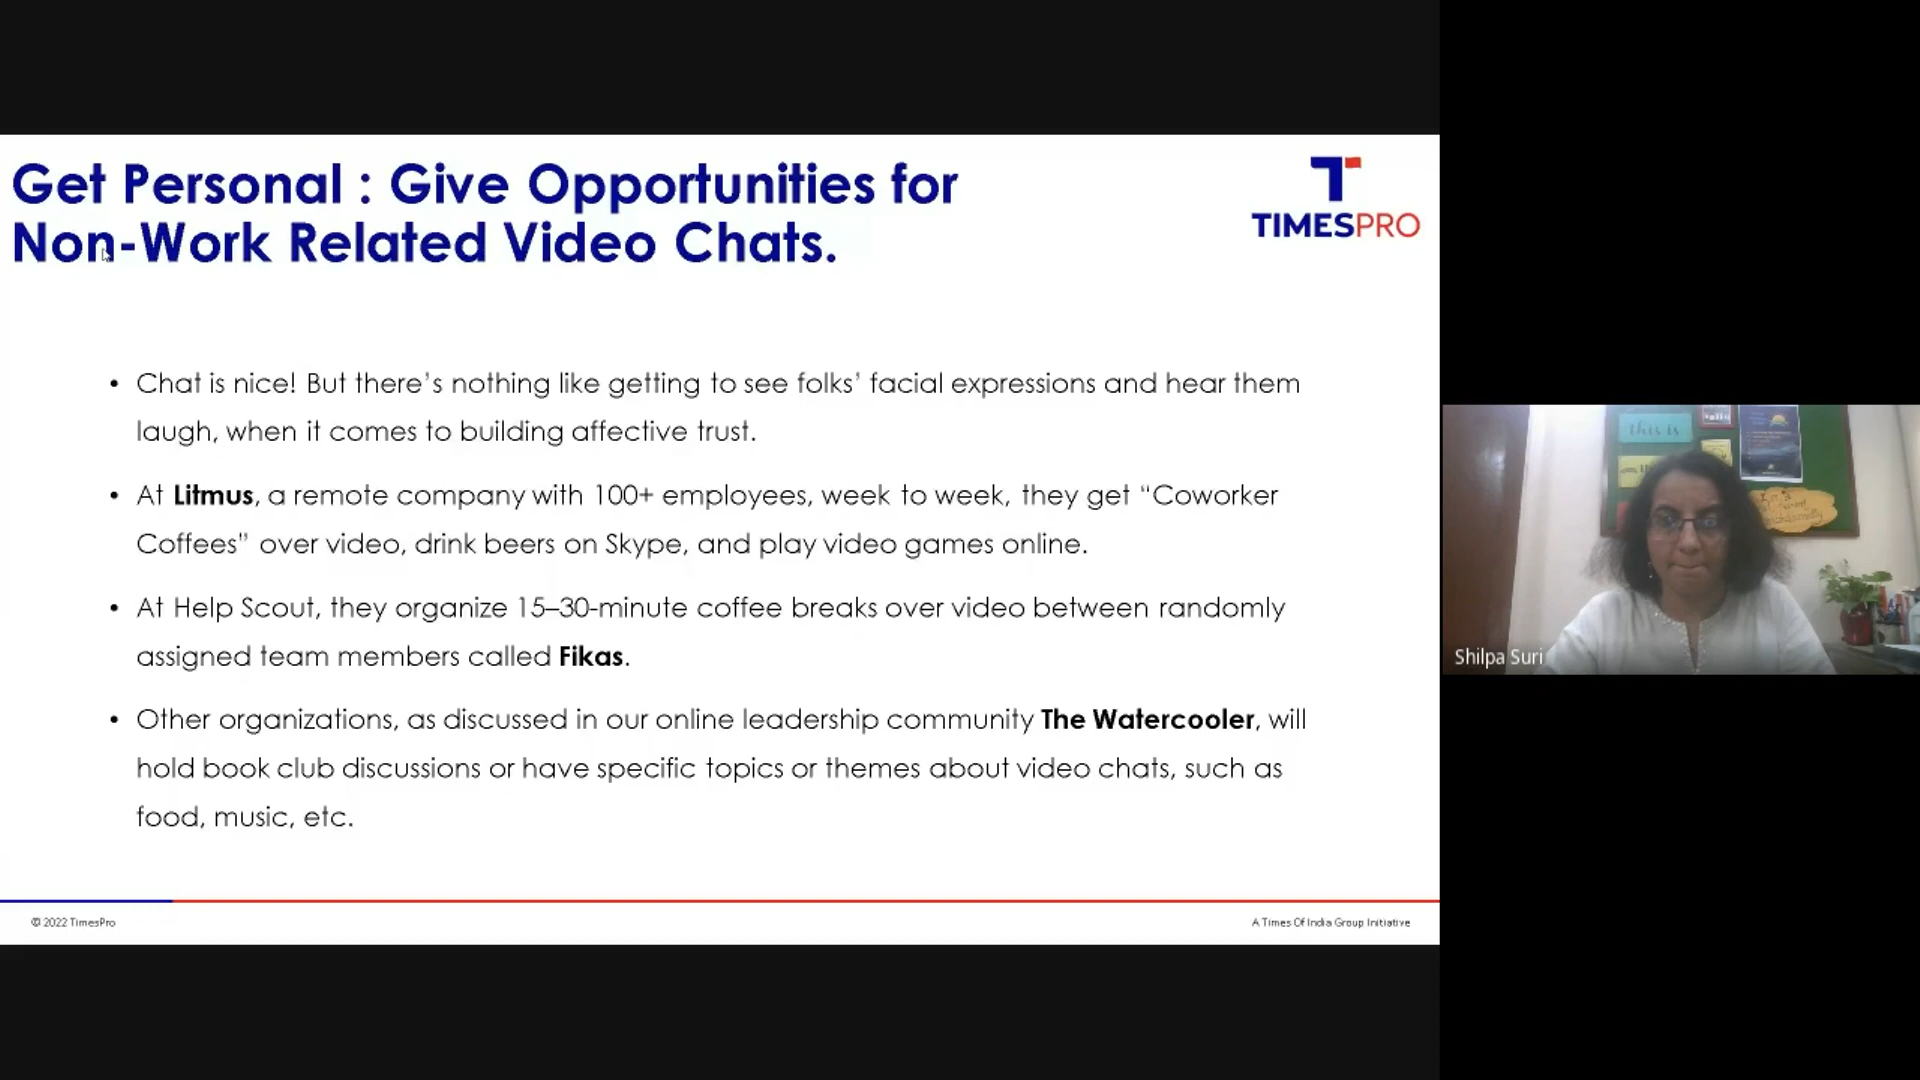 Get Personal : Give Opportunities for
Non-Work Related Video Chats.
TIMESPRO
• Chat is nice! But there’s nothing like getting to see folks’ facial expressions and hear them
laugh, when it comes to building affective trust.
• At Litmus, a remote company with 100+ employees, week to week, they get “Coworker
Coffees” over video, drink beers on Skype, and play video games online.
• At Help Scout, they organize 15–30-minute coffee breaks over video between randomly
assigned team members called Fikas.
• Other organizations, as discussed in our online leadership community The Watercooler, will
hold book club discussions or have specific topics or themes about video chats, such as
food, music, etc.
© 2022 TimesPro
A Times Of India Group Initiative
this is
Shilpa Suri